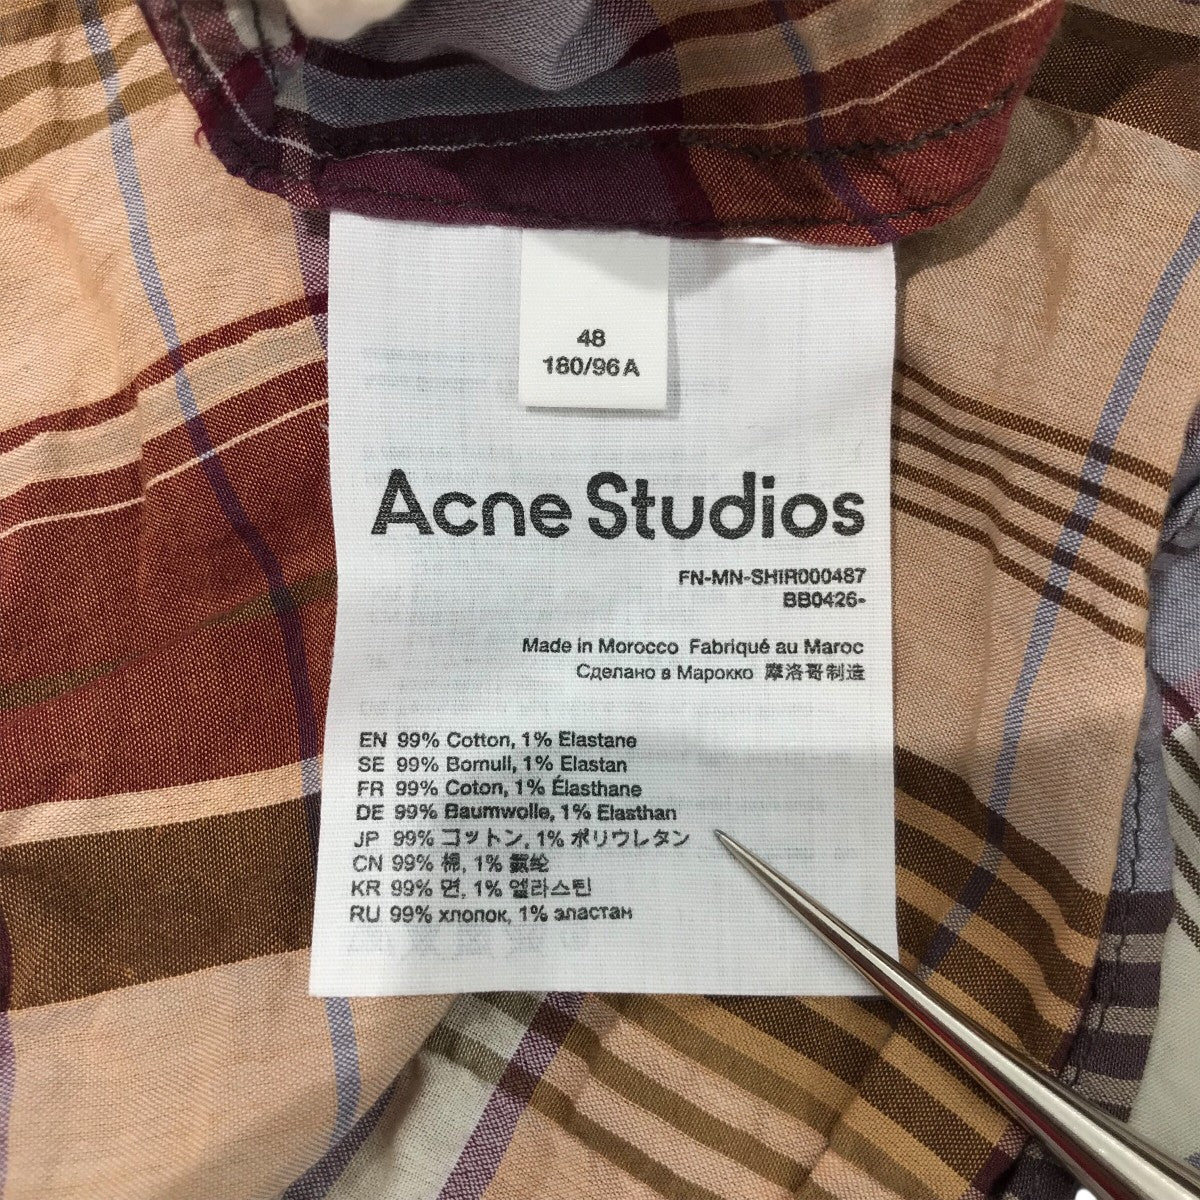 48
180/96A
Acne Studios
FN-MN-SHIR000487
BB0426-
Made in Morocco Fabriqué au Maroc
Сделано в Марокко 摩洛哥制造
EN 99% Cotton, 1% Elastane
SE 99% Bomull, 1% Elastan
FR 99% Coton, 1% Élasthane
DE 99% Baumwolle, 1% Elasthan
JP 99% コットン, 1% ポリウレタン
CN 99% 棉, 1% 氨纶
KR 99% 면, 1% 엘라스틴
RU 99% хлопок, 1% эластан